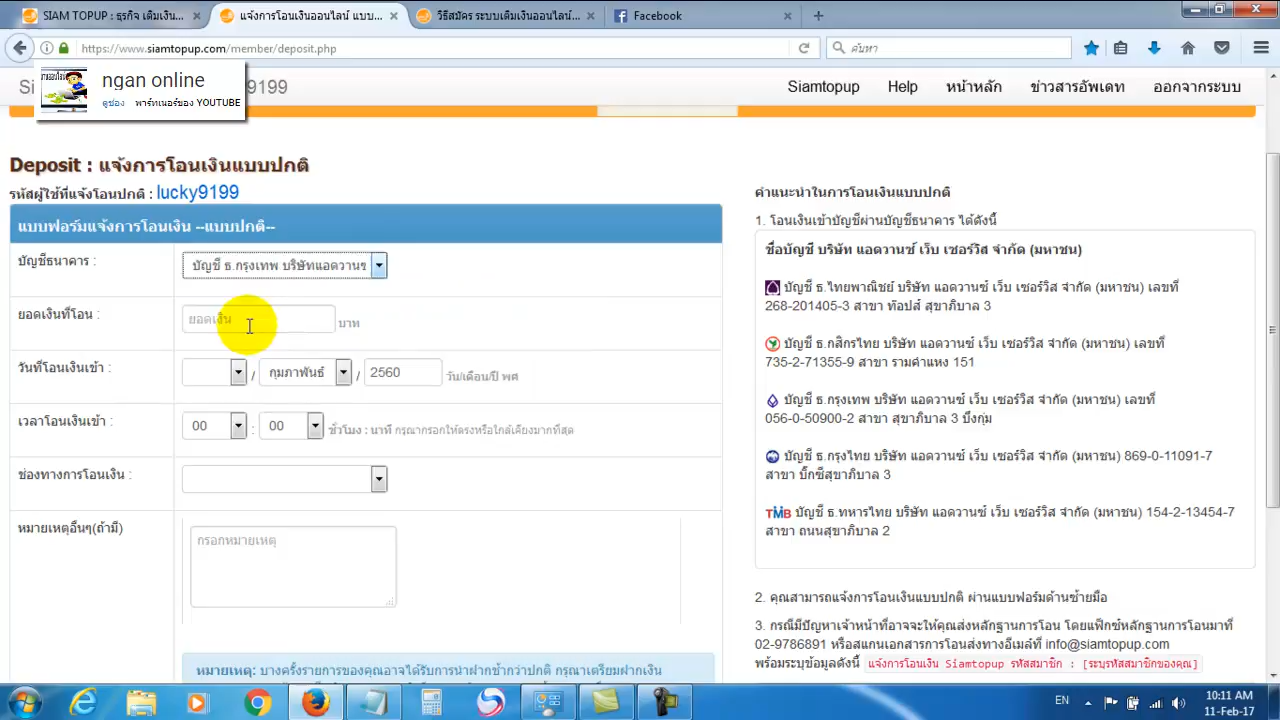 SIAM TOPUP : ธุรกิจ เติมเงิน...
แจ้งการโอนเงินออนไลน์ แบบ...
วิธีสมัคร ระบบเติมเงินออนไลน์...
Facebook
https://www.siamtopup.com/member/deposit.php
ค้นหา
ngan online
ดูช่อง พาร์ทเนอร์ของ YOUTUBE
9199
Siamtopup
Help
หน้าหลัก
ข่าวสารอัพเดท
ออกจากระบบ
Deposit : แจ้งการโอนเงินแบบปกติ
รหัสผู้ใช้ที่แจ้งโอนปกติ : lucky9199
แบบฟอร์มแจ้งการโอนเงิน --แบบปกติ--
บัญชีธนาคาร :
บัญชี ธ.กรุงเทพ บริษัทแอดวานซ
ยอดเงินที่โอน :
ยอดเงิน
บาท
วันที่โอนเงินเข้า :
/ กุมภาพันธ์ / 2560 วัน/เดือน/ปี พศ
เวลาโอนเงินเข้า :
00 : 00 ชั่วโมง : นาที กรุณากรอกให้ตรงหรือใกล้เคียงมากที่สุด
ช่องทางการโอนเงิน :
หมายเหตุอื่นๆ(ถ้ามี)
กรอกหมายเหตุ
หมายเหตุ: บางครั้งรายการของคุณอาจได้รับการนำฝากช้ากว่าปกติ กรุณาเตรียมฝากเงิน
คำแนะนำในการโอนเงินแบบปกติ
1. โอนเงินเข้าบัญชีผ่านบัญชีธนาคาร ได้ดังนี้
ชื่อบัญชี บริษัท แอดวานซ์ เว็บ เซอร์วิส จำกัด (มหาชน)
บัญชี ธ.ไทยพาณิชย์ บริษัท แอดวานซ์ เว็บ เซอร์วิส จำกัด (มหาชน) เลขที่
268-201405-3 สาขา ท๊อปส์ สุขาภิบาล 3
บัญชี ธ.กสิกรไทย บริษัท แอดวานซ์ เว็บ เซอร์วิส จำกัด (มหาชน) เลขที่
735-2-71355-9 สาขา รามคำแหง 151
บัญชี ธ.กรุงเทพ บริษัท แอดวานซ์ เว็บ เซอร์วิส จำกัด (มหาชน) เลขที่
056-0-50900-2 สาขา สุขาภิบาล 3 บึงกุ่ม
บัญชี ธ.กรุงไทย บริษัท แอดวานซ์ เว็บ เซอร์วิส จำกัด (มหาชน) 869-0-11091-7
สาขา บิ๊กซีสุขาภิบาล 3
TMB บัญชี ธ.ทหารไทย บริษัท แอดวานซ์ เว็บ เซอร์วิส จำกัด (มหาชน) 154-2-13454-7
สาขา ถนนสุขาภิบาล 2
2. คุณสามารถแจ้งการโอนเงินแบบปกติ ผ่านแบบฟอร์มด้านซ้ายมือ
3. กรณีมีปัญหาเจ้าหน้าที่อาจจะให้คุณส่งหลักฐานการโอน โดยแฟ็กซ์หลักฐานการโอนมาที่
02-9786891 หรือสแกนเอกสารการโอนส่งทางอีเมล์ที่ info@siamtopup.com
พร้อมระบุข้อมูลดังนี้ แจ้งการโอนเงิน Siamtopup รหัสสมาชิก : [ระบุรหัสสมาชิกของคุณ]
EN
10:11 AM
11-Feb-17